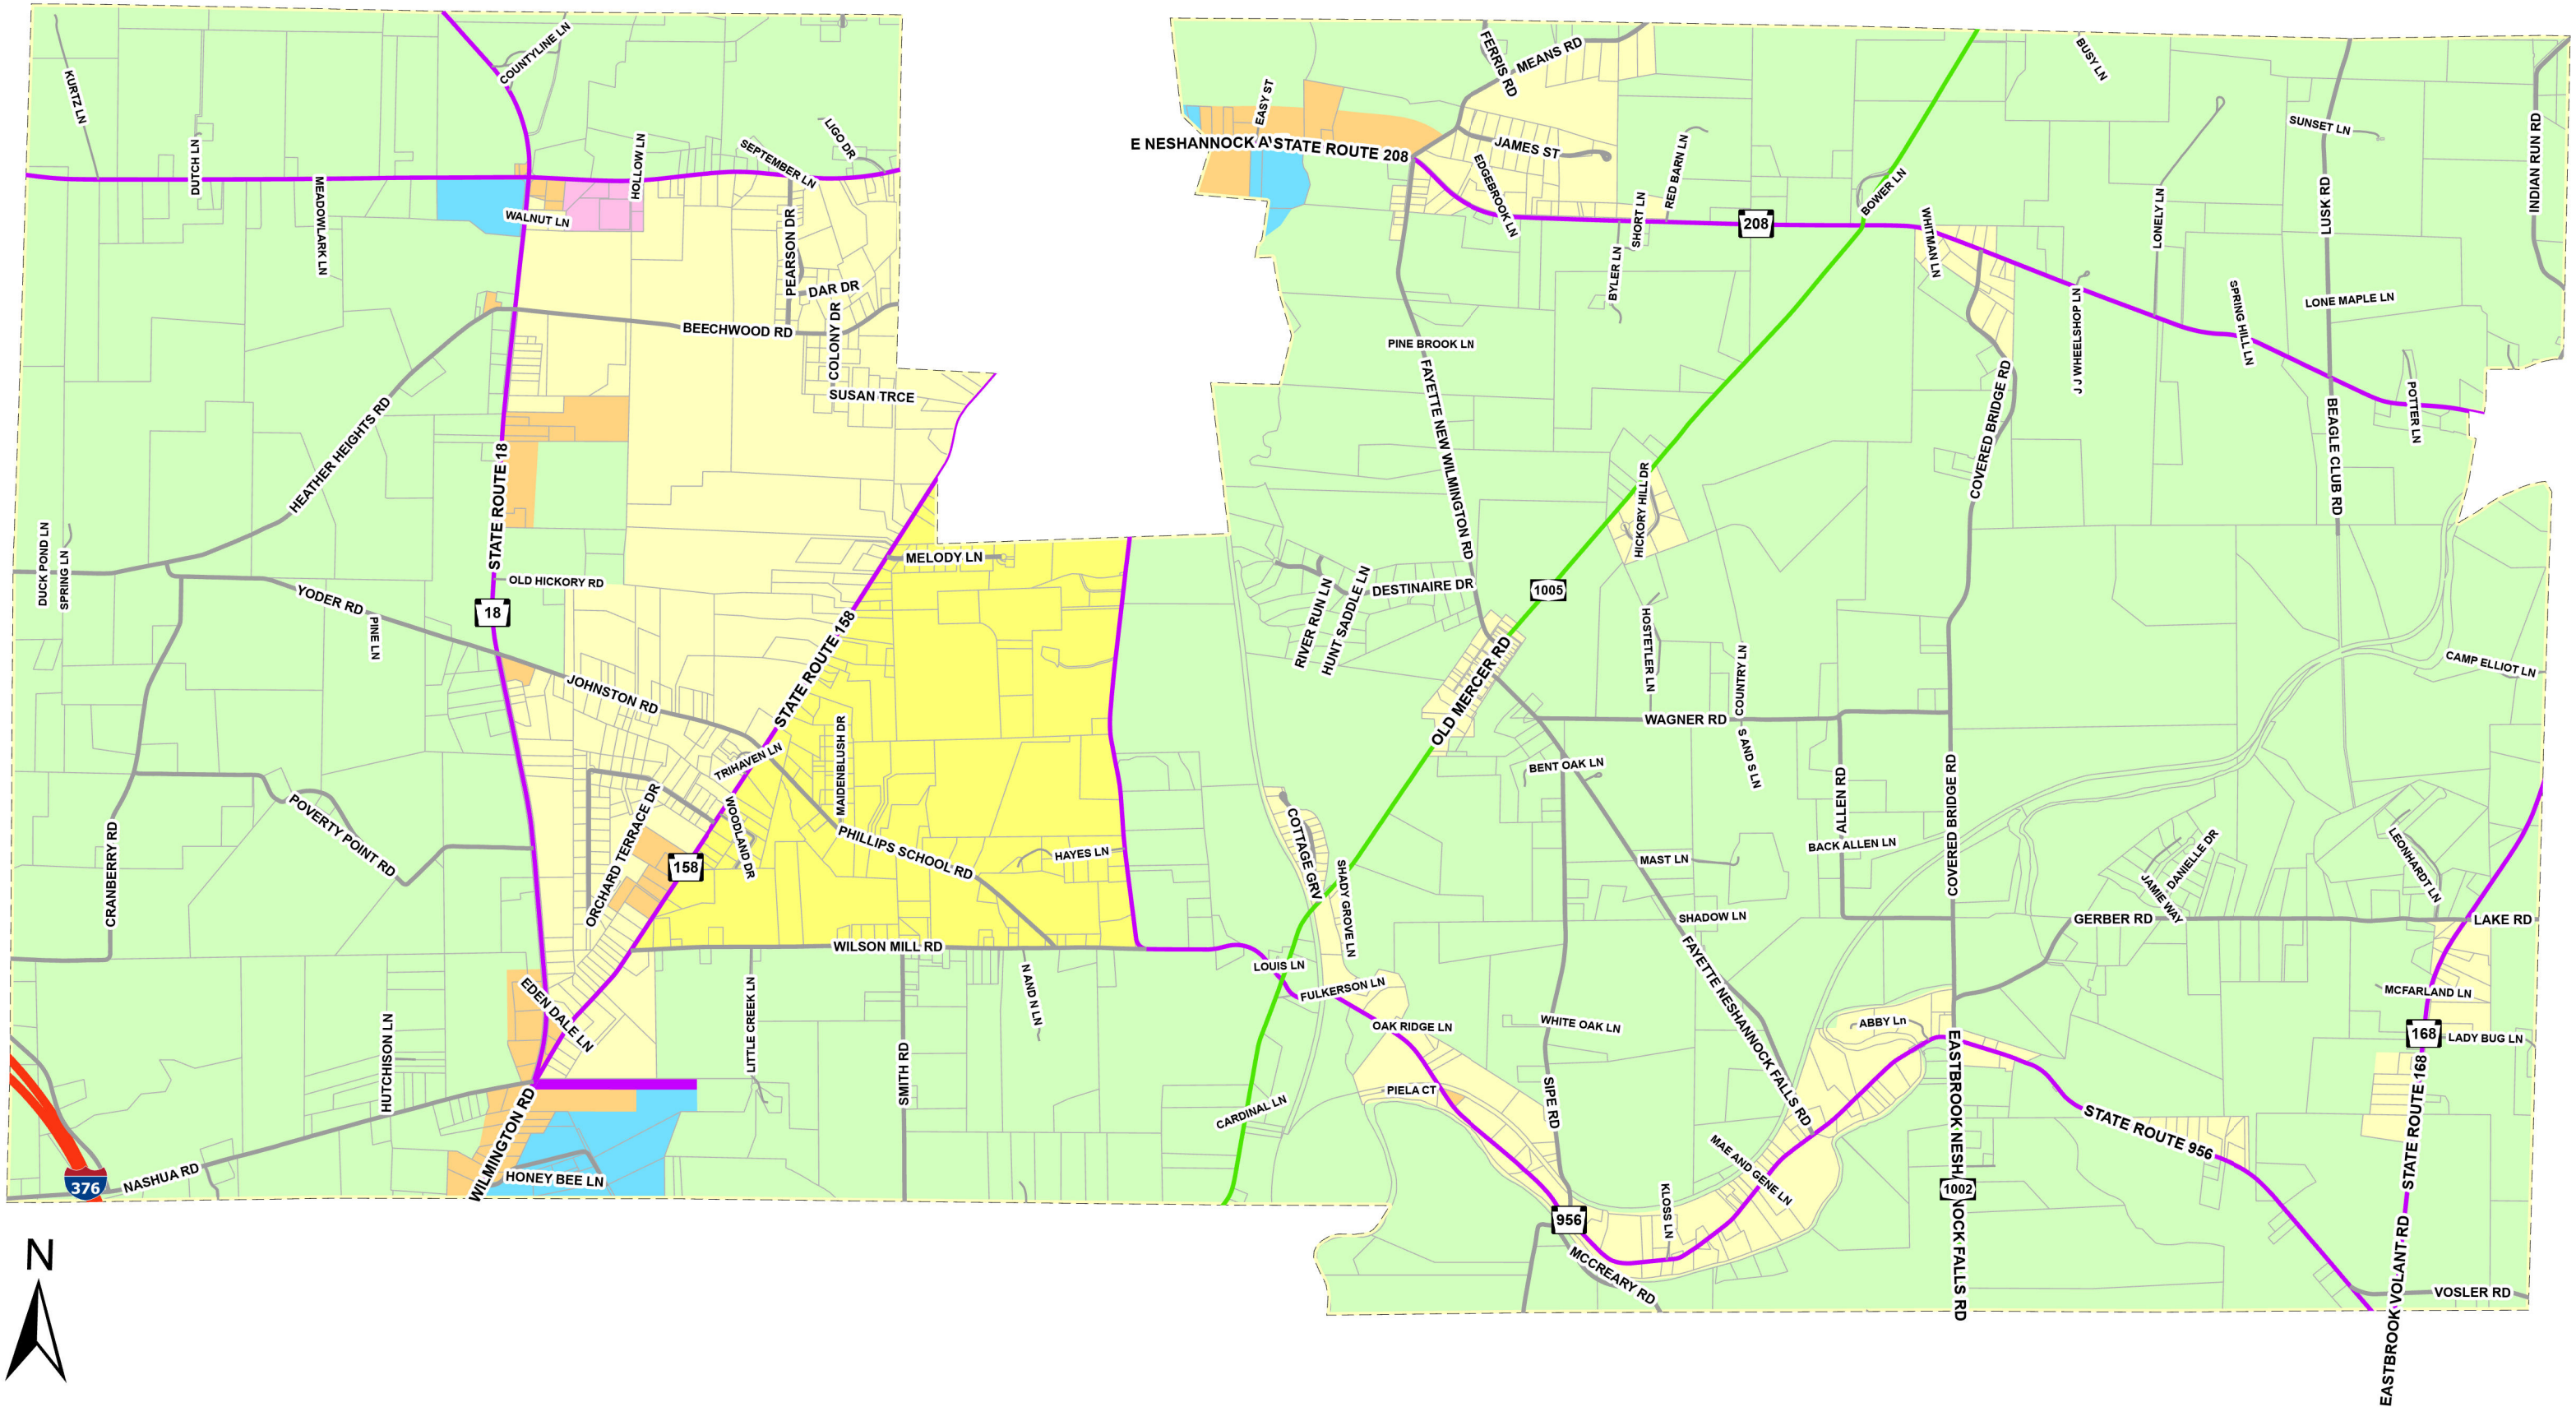 KURTZ LN
COUNTYLINE LN
DUTCH LN
MEADOWLARK LN
HOLLOW LN
SEPTEMBER LN
LIGO DR
WALNUT LN
PEARSON DR
DAR DR
BEECHWOOD RD
COLONY DR
SUSAN TRCE
HEATHER HEIGHTS RD
STATE ROUTE 18
DUCK POND LN
SPRING LN
YODER RD
PINE LN
OLD HICKORY RD
18
MELODY LN
STATE ROUTE 158
JOHNSTON RD
TRIHAVEN LN
MAIDENBLUSH DR
WOODLAND DR
ORCHARD TERRACE DR
158
PHILLIPS SCHOOL RD
HAYES LN
POVERTY POINT RD
CRANBERRY RD
WILSON MILL RD
EDEN DALE LN
LITTLE CREEK LN
SMITH RD
N AND N LN
HUTCHISON LN
WILMINGTON RD
HONEY BEE LN
NASHUA RD
376
N
FERRIS RD
MEANS RD
EASY ST
E NESHANNOCK AV
STATE ROUTE 208
JAMES ST
EDGEBROOK LN
RED BARN LN
SHORT LN
BYLER LN
208
BOWER LN
BUSY LN
SUNSET LN
LUSK RD
INDIAN RUN RD
WHITMAN LN
LONELY LN
J J WHEELSHOP LN
SPRING HILL LN
LONE MAPLE LN
POTTER LN
BEAGLE CLUB RD
PINE BROOK LN
FAYETTE NEW WILMINGTON RD
COVERED BRIDGE RD
HICKORY HILL DR
1005
DESTINAIRE DR
RIVER RUN LN
HUNT SADDLE LN
HOSTETLER LN
COUNTRY LN
OLD MERCER RD
WAGNER RD
S AND S LN
BENT OAK LN
CAMP ELLIOT LN
ALLEN RD
COVERED BRIDGE RD
BACK ALLEN LN
MAST LN
COTTAGE GRV
SHADY GROVE LN
SHADOW LN
JAMIE WAY
DANIELLE DR
LEONHARDT LN
GERBER RD
LAKE RD
LOUIS LN
FULKERSON LN
OAK RIDGE LN
FAYETTE NESHANNOCK FALLS RD
WHITE OAK LN
ABBY Ln
MCFARLAND LN
168
LADY BUG LN
CARDINAL LN
PIELA CT
SIPE RD
EASTBROOK NESHANNOCK FALLS RD
1002
STATE ROUTE 956
STATE ROUTE 168
MAE AND GENE LN
KLOSS LN
956
MCCREARY RD
VOSLER RD
EASTBROOK VOLANT RD